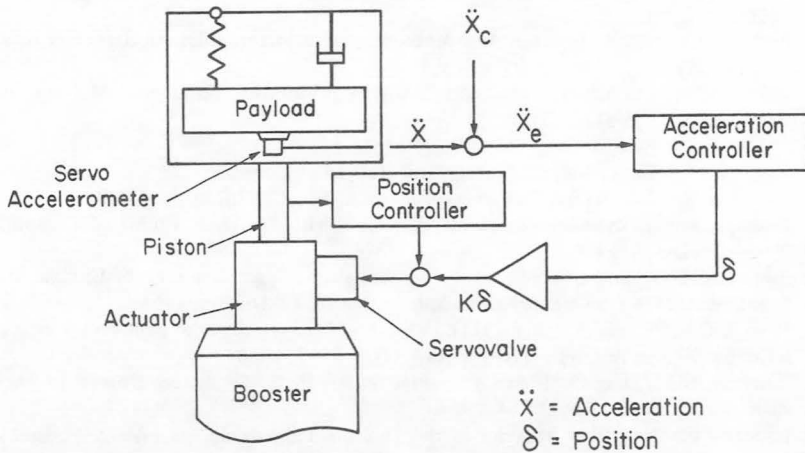 Ẍc
Payload
Ẍ
Ẍe
Acceleration
Controller
Servo
Accelerometer
Position
Controller
Piston
δ
Kδ
Actuator
Servovalve
Booster
Ẍ = Acceleration
δ = Position